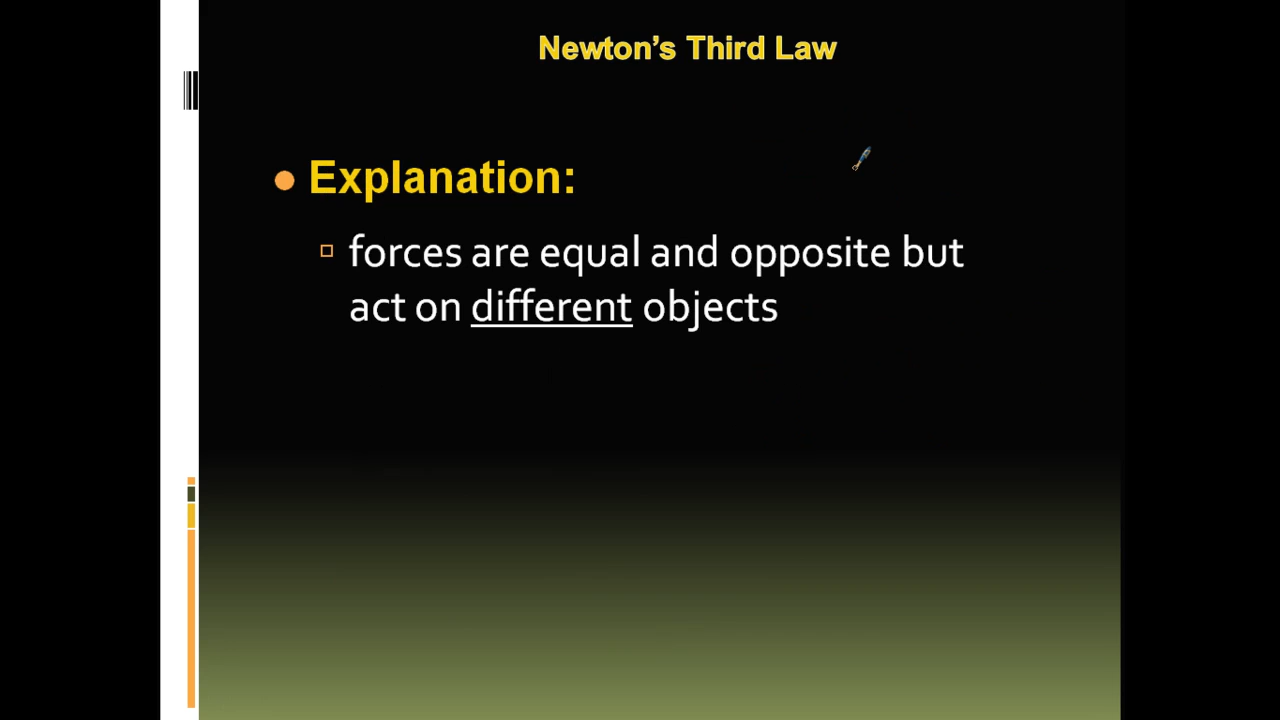 Newton’s Third Law
Explanation:
forces are equal and opposite but
act on different objects